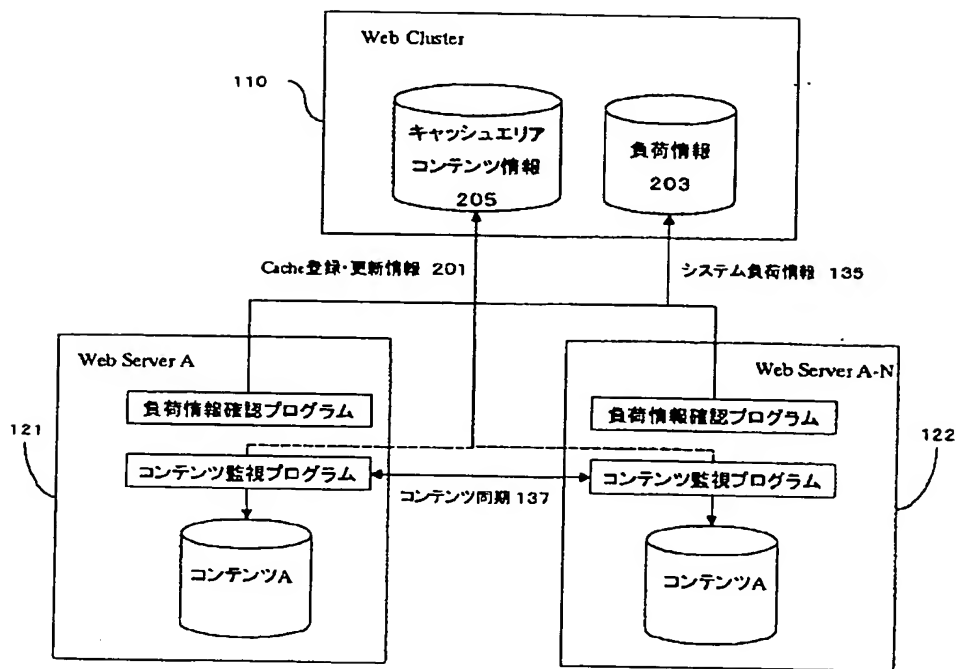 Web Cluster
110
キャッシュエリア
コンテンツ情報
205
負荷情報
203
Cache登録・更新情報 201
システム負荷情報 135
Web Server A
Web Server A-N
負荷情報確認プログラム
負荷情報確認プログラム
121
122
コンテンツ監視プログラム
コンテンツ監視プログラム
コンテンツ同期 137
コンテンツA
コンテンツA